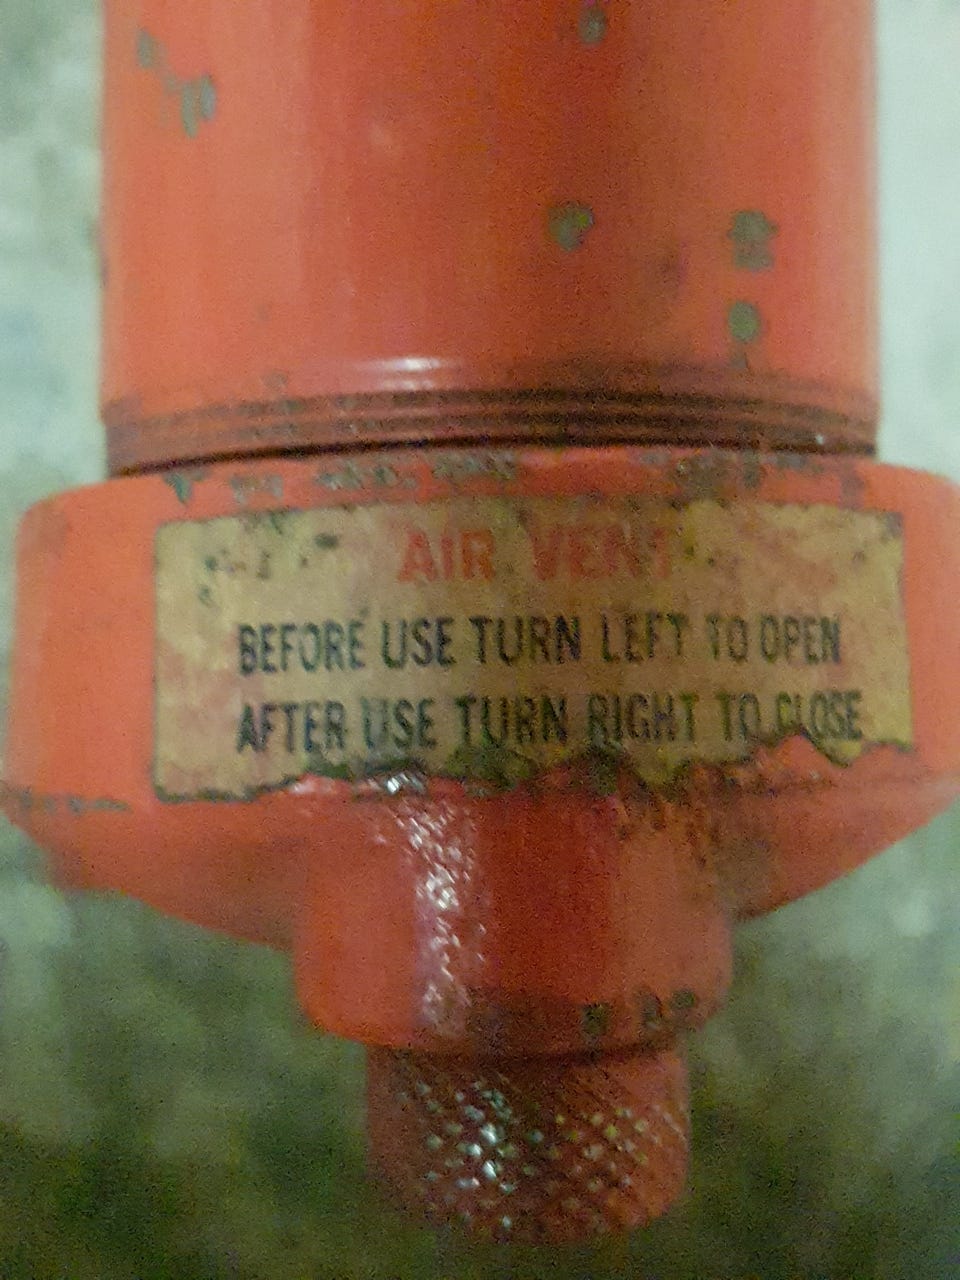 AIR VENT
BEFORE USE TURN LEFT TO OPEN
AFTER USE TURN RIGHT TO CLOSE